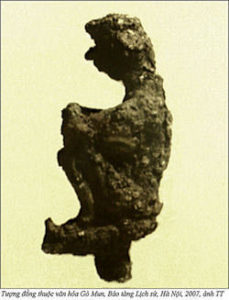 Tượng đồng thuộc văn hóa Gò Mun, Bảo tàng Lịch sử, Hà Nội, 2007, ảnh TT